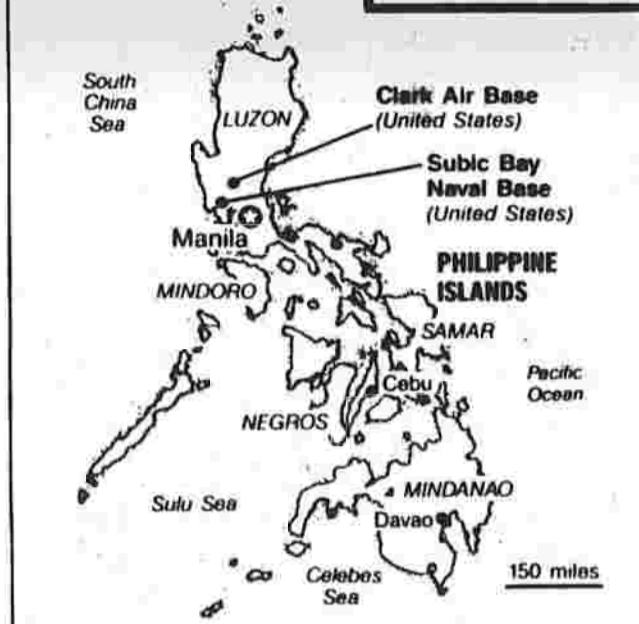 South
China
Sea
LUZON
Clark Air Base
(United States)
Subic Bay
Naval Base
(United States)
Manila
PHILIPPINE
ISLANDS
MINDORO
SAMAR
Pacific
Ocean
Cebu
NEGROS
MINDANAO
Sulu Sea
Davao
Celebes
Sea
150 miles